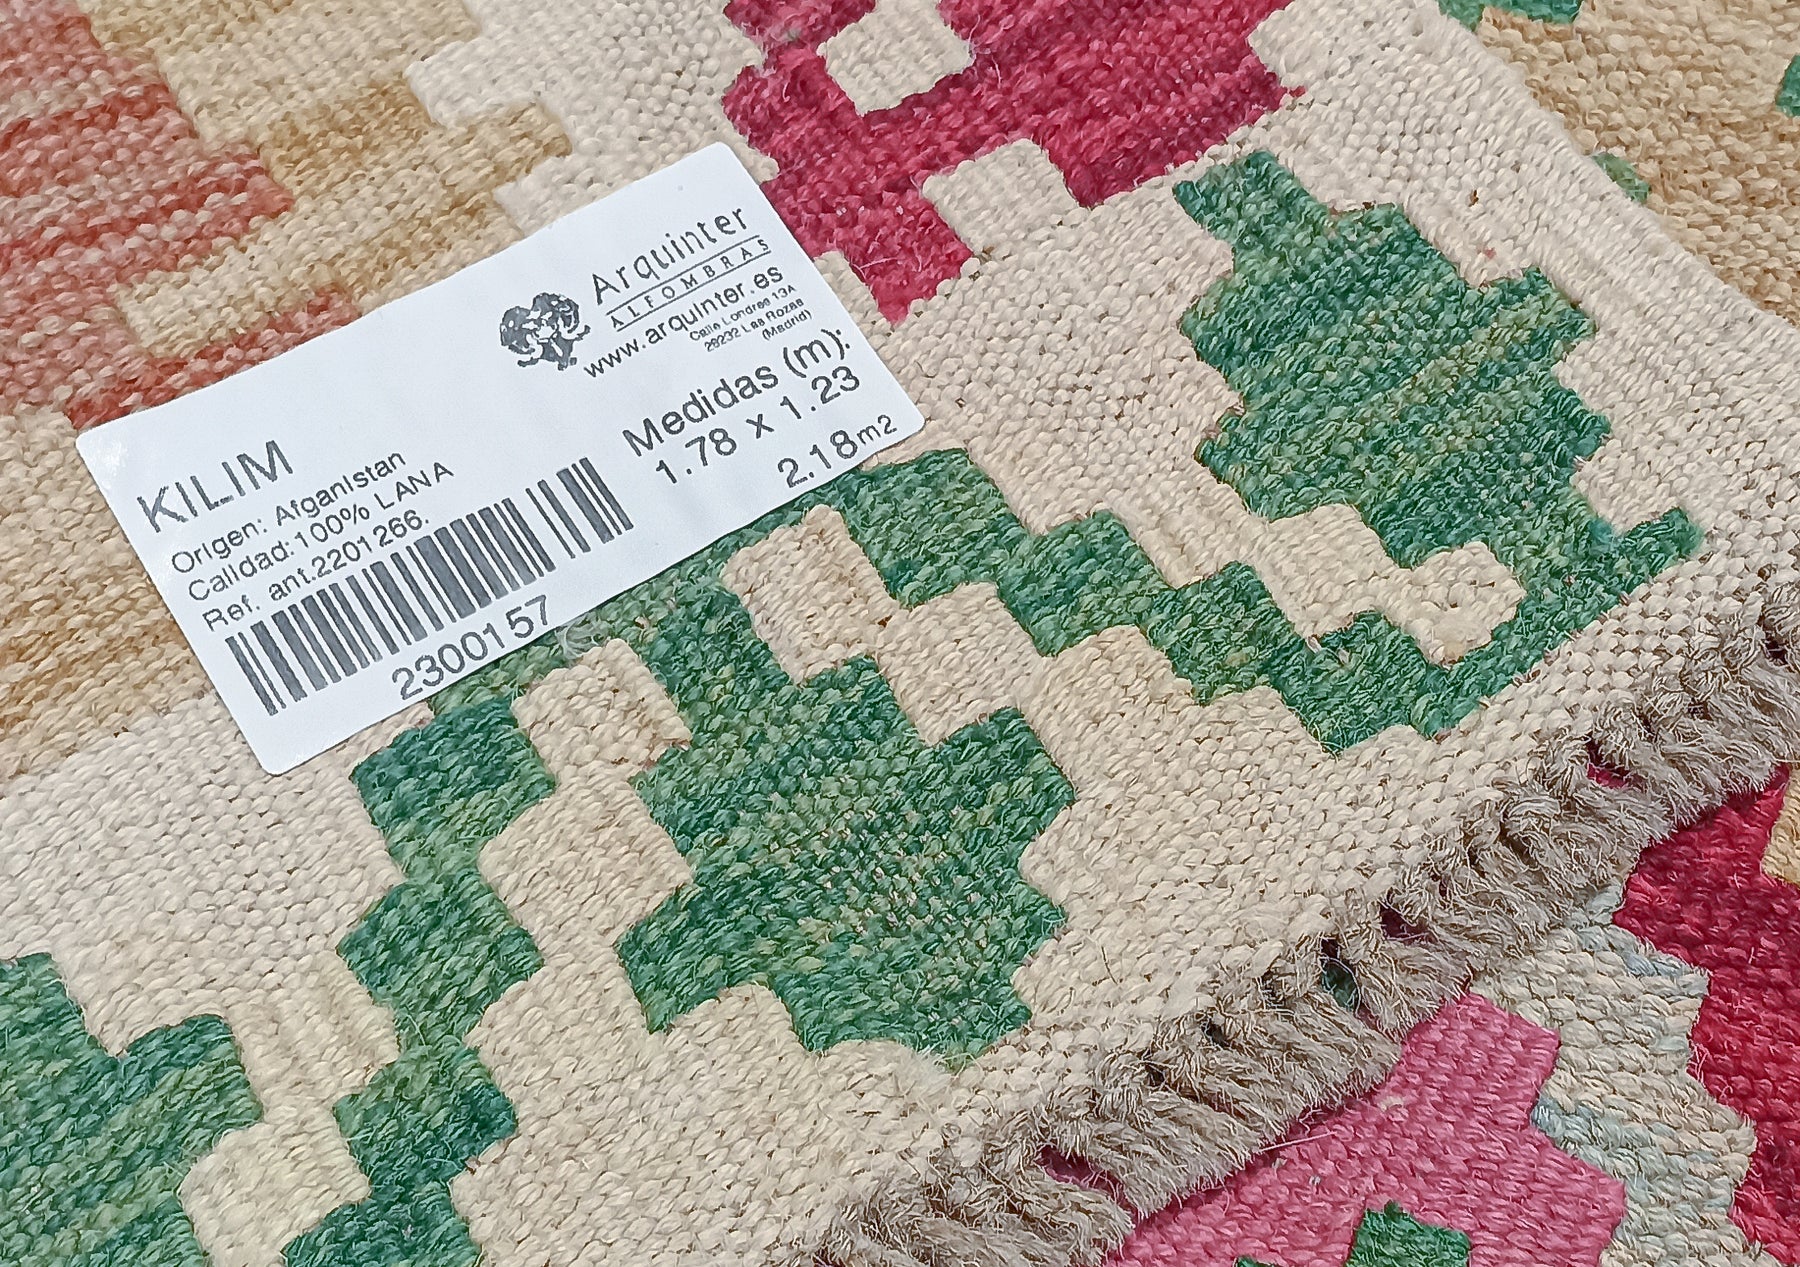 Arquinter
ALFOMBRAS
www.arquinter.es
Calle Londres 13A
28232 Las Rozas
(Madrid)
KILIM
Origen: Afganistan
Calidad:100% LANA
Ref. ant.2201266.
2300157
Medidas (m):
1.78 x 1.23
2.18m2